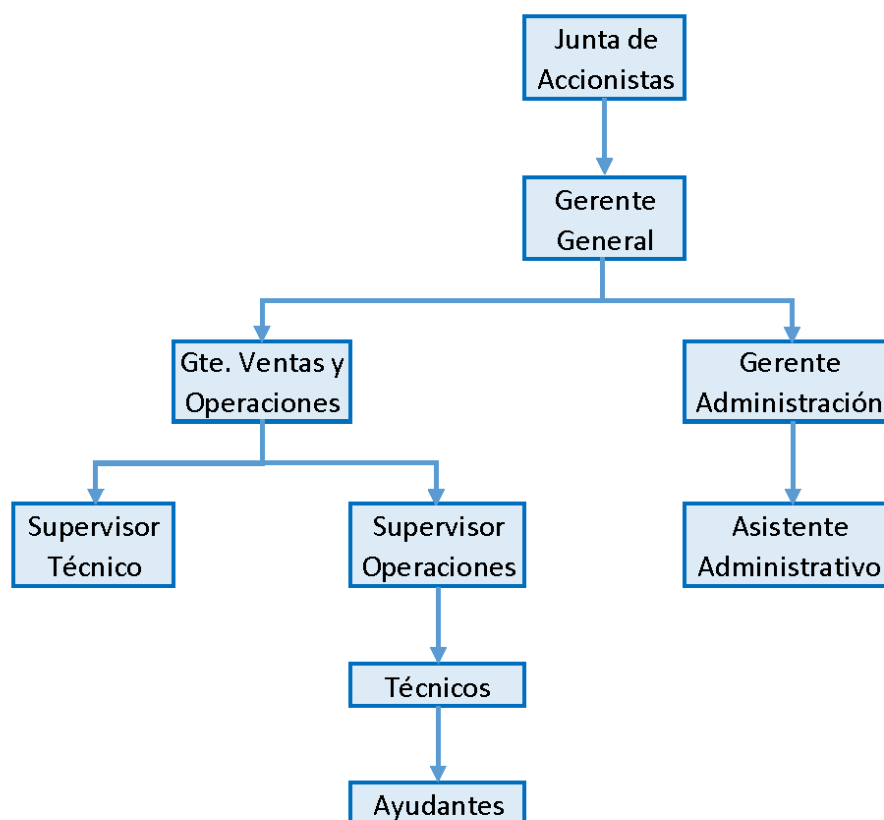 Junta de
Accionistas
Gerente
General
Gte. Ventas y
Operaciones
Gerente
Administración
Supervisor
Técnico
Supervisor
Operaciones
Asistente
Administrativo
Técnicos
Ayudantes